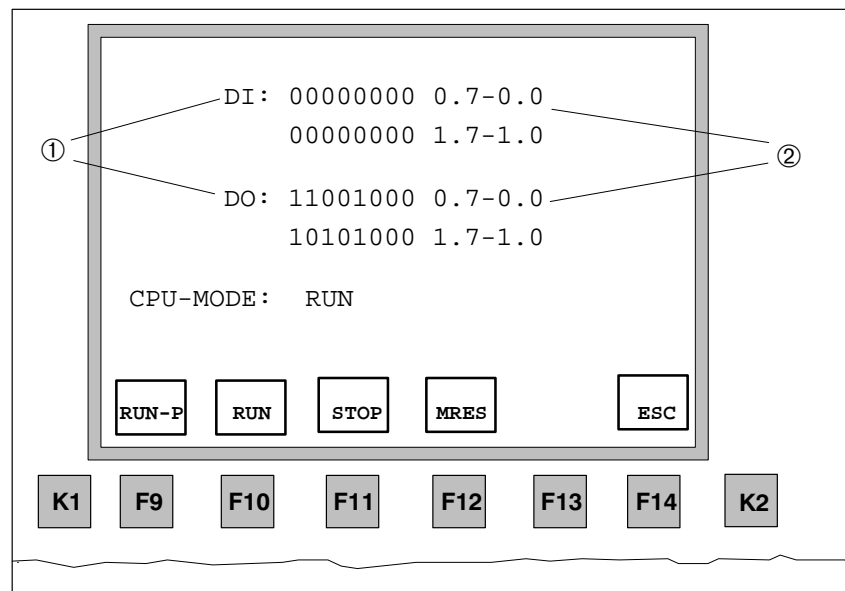 DI: 00000000 0.7-0.0
00000000 1.7-1.0
① ②
DO: 11001000 0.7-0.0
10101000 1.7-1.0
CPU-MODE: RUN
RUN-P RUN STOP MRES ESC
K1 F9 F10 F11 F12 F13 F14 K2